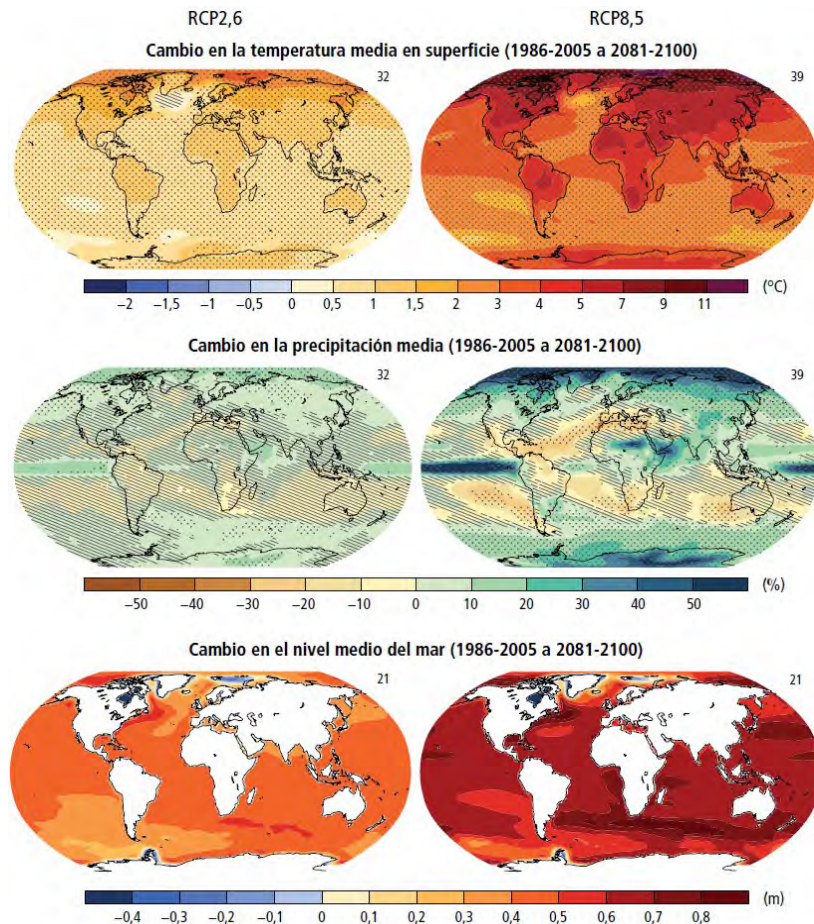 RCP2,6 RCP8,5
Cambio en la temperatura media en superficie (1986-2005 a 2081-2100)
32 39
−2 −1,5 −1 −0,5 0 0,5 1 1,5 2 3 4 5 7 9 11 (°C)
Cambio en la precipitación media (1986-2005 a 2081-2100)
32 39
−50 −40 −30 −20 −10 0 10 20 30 40 50 (%)
Cambio en el nivel medio del mar (1986-2005 a 2081-2100)
21 21
−0,4 −0,3 −0,2 −0,1 0 0,1 0,2 0,3 0,4 0,5 0,6 0,7 0,8 (m)